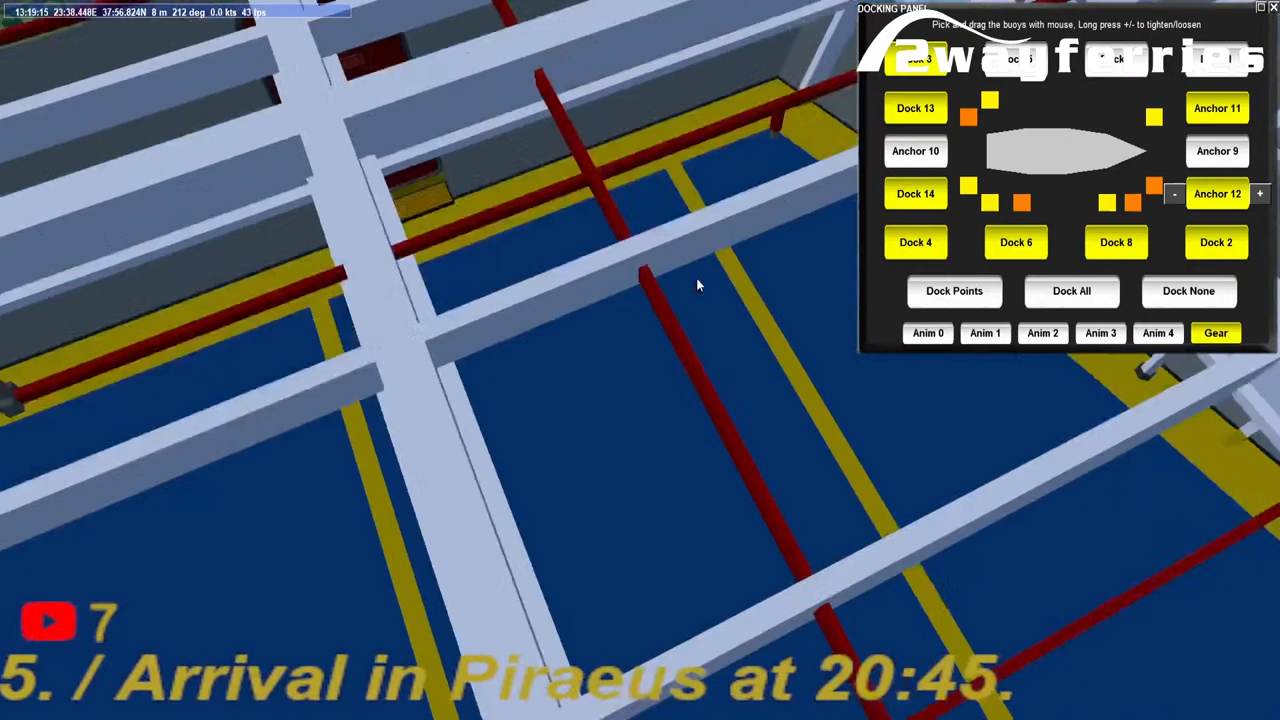 13:19:15 23:38.448E 37:56.824N 8 m 212 deg 0.0 kts 43 fps
DOCKING PANEL
Pick and drag the buoys with mouse, Long press +/- to tighten/loosen
2wayferries
Dock 13
Anchor 11
Anchor 10
Anchor 9
Dock 14
-
Anchor 12
+
Dock 4
Dock 6
Dock 8
Dock 2
Dock Points
Dock All
Dock None
Anim 0
Anim 1
Anim 2
Anim 3
Anim 4
Gear
7
5. / Arrival in Piraeus at 20:45.